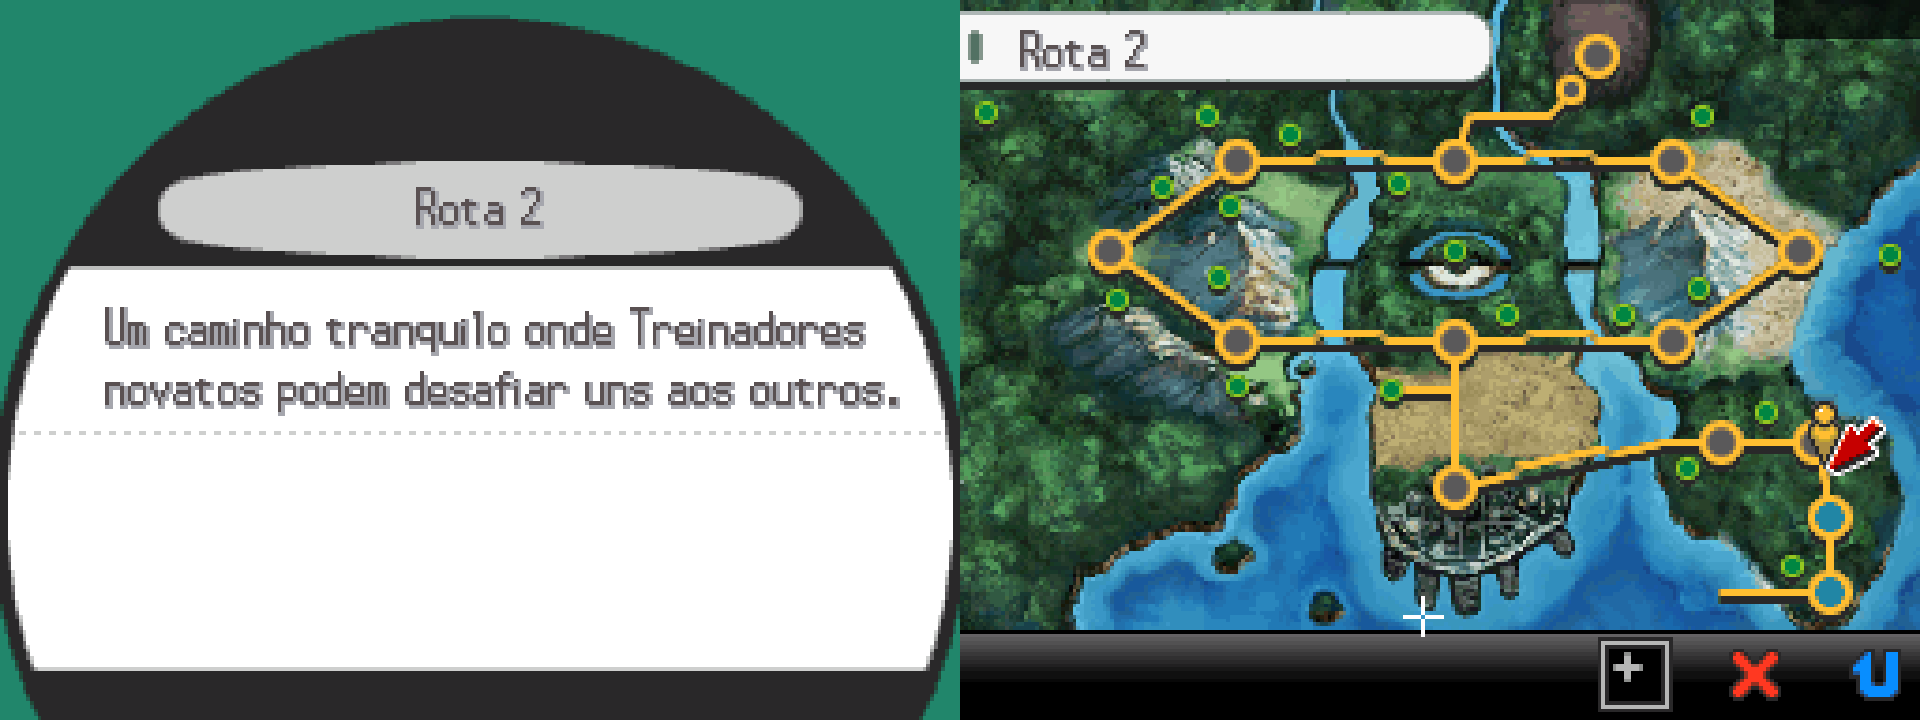 Rota 2
Um caminho tranquilo onde Treinadores
novatos podem desafiar uns aos outros.
Rota 2